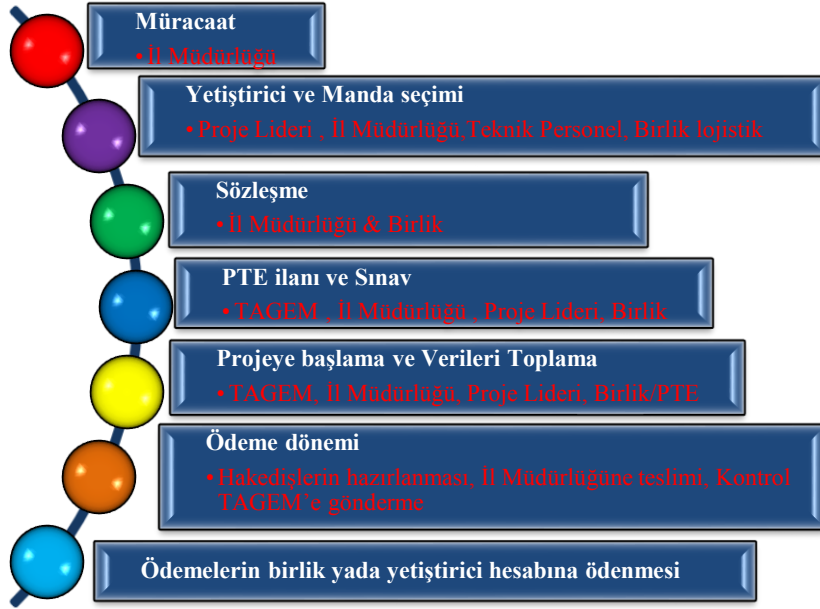 Müracaat
• İl Müdürlüğü
Yetiştirici ve Manda seçimi
• Proje Lideri , İl Müdürlüğü,Teknik Personel, Birlik lojistik
Sözleşme
• İl Müdürlüğü & Birlik
PTE ilanı ve Sınav
• TAGEM , İl Müdürlüğü , Proje Lideri, Birlik
Projeye başlama ve Verileri Toplama
• TAGEM, İl Müdürlüğü, Proje Lideri, Birlik/PTE
Ödeme dönemi
• Hakedişlerin hazırlanması, İl Müdürlüğüne teslimi, Kontrol
TAGEM’e gönderme
Ödemelerin birlik yada yetiştirici hesabına ödenmesi